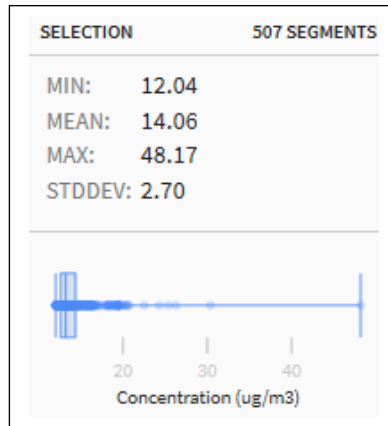 SELECTION 507 SEGMENTS
MIN: 12.04
MEAN: 14.06
MAX: 48.17
STDDEV: 2.70
20 30 40
Concentration (ug/m3)